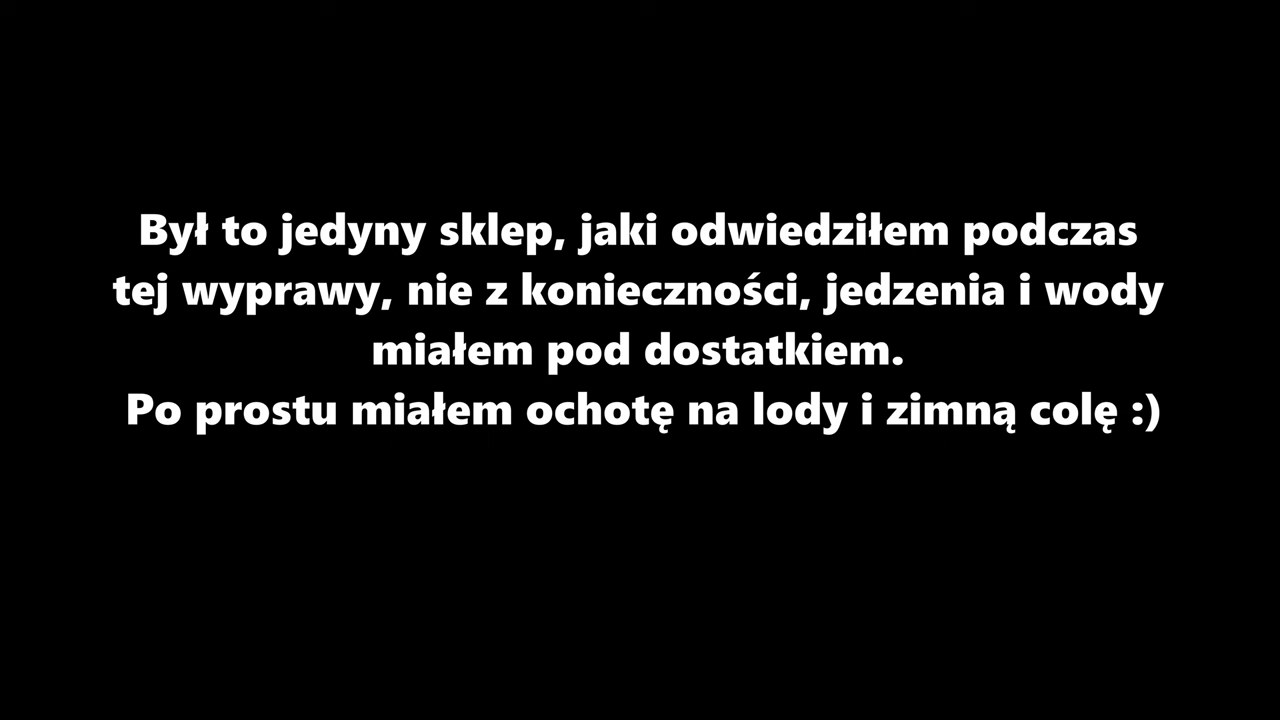 Był to jedyny sklep, jaki odwiedziłem podczas
tej wyprawy, nie z konieczności, jedzenia i wody
miałem pod dostatkiem.
Po prostu miałem ochotę na lody i zimną colę :)